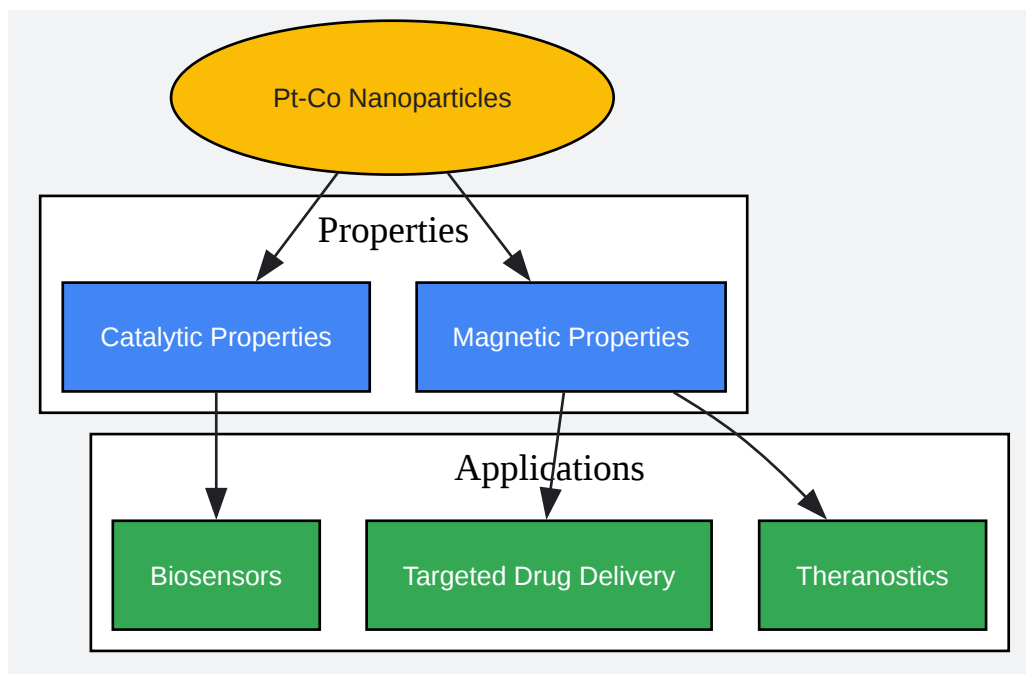 Pt-Co Nanoparticles
Properties
Catalytic Properties
Magnetic Properties
Applications
Biosensors
Targeted Drug Delivery
Theranostics